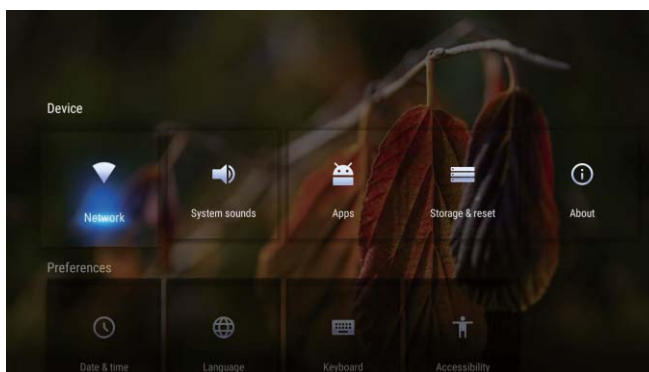 Device
Network
System sounds
Apps
Storage & reset
About
Preferences
Date & time
Language
Keyboard
Accessibility